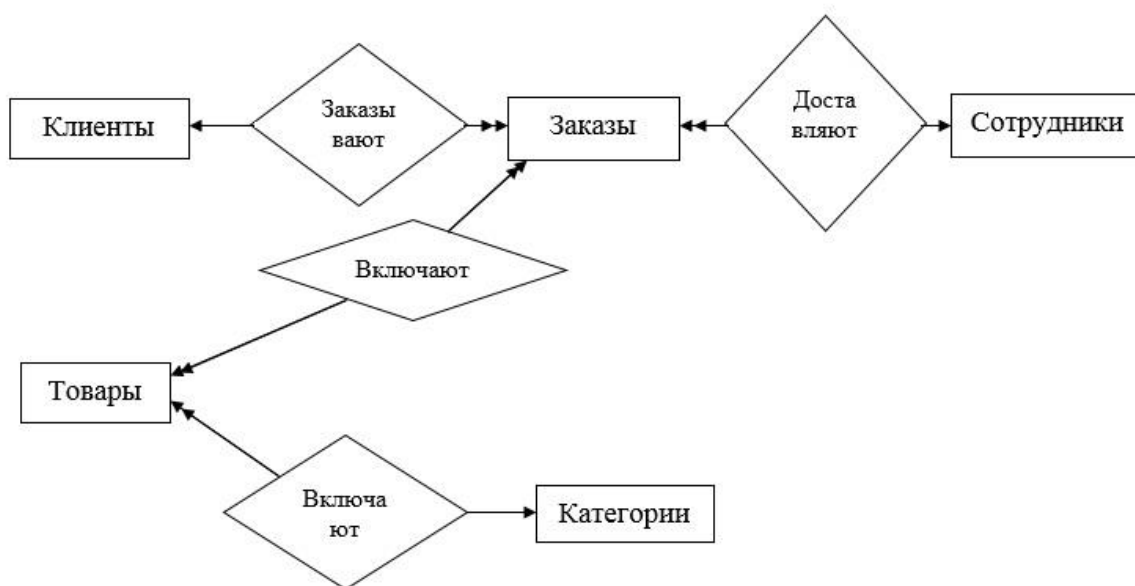 Клиенты
Заказы
вают
Заказы
Доста
вляют
Сотрудники
Включают
Товары
Включа
ют
Категории